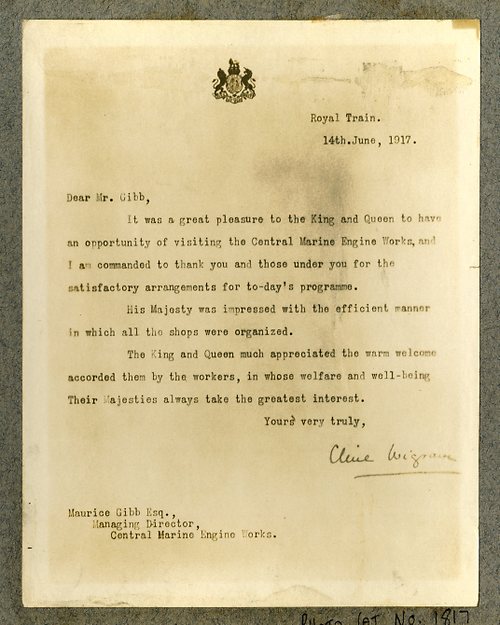 Royal Train.
14th.June, 1917.
Dear Mr. Gibb,
It was a great pleasure to the King and Queen to have
an opportunity of visiting the Central Marine Engine Works, and
I am commanded to thank you and those under you for the
satisfactory arrangements for to-day's programme.
His Majesty was impressed with the efficient manner
in which all the shops were organized.
The King and Queen much appreciated the warm welcome
accorded them by the workers, in whose welfare and well-being
Their Majesties always take the greatest interest.
Yours very truly,
Clive Wigram
Maurice Gibb Esq.,
Managing Director,
Central Marine Engine Works.
PHOTO CAT No. 1817